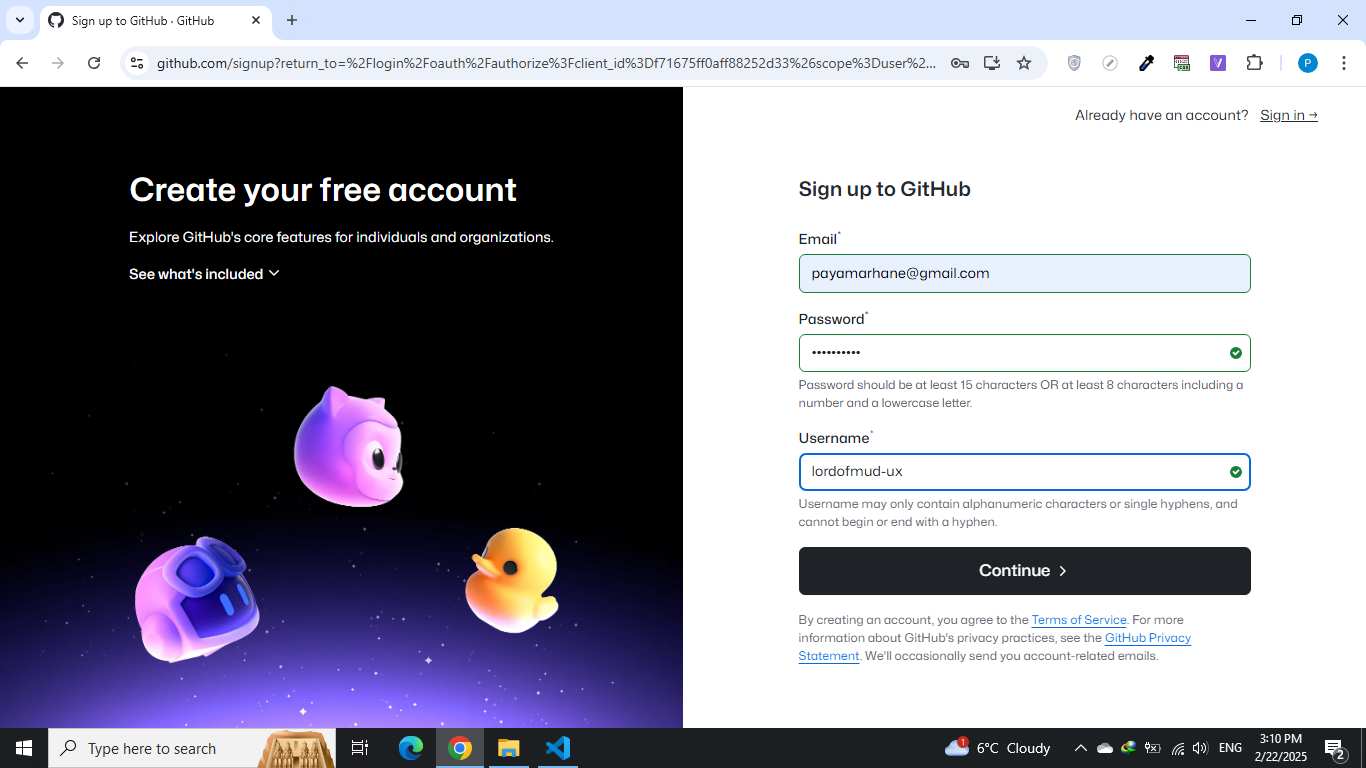 Sign up to GitHub · GitHub
github.com/signup?return_to=%2Flogin%2Foauth%2Fauthorize%3Fclient_id%3Df71675ff0aff88252d33%26scope%3Duser%2...
P
Already have an account? Sign in →
Create your free account
Explore GitHub's core features for individuals and organizations.
See what's included
Sign up to GitHub
Email*
payamarhane@gmail.com
Password*
••••••••••
Password should be at least 15 characters OR at least 8 characters including a
number and a lowercase letter.
Username*
lordofmud-ux
Username may only contain alphanumeric characters or single hyphens, and
cannot begin or end with a hyphen.
Continue
By creating an account, you agree to the Terms of Service. For more
information about GitHub's privacy practices, see the GitHub Privacy
Statement. We'll occasionally send you account-related emails.
Type here to search
1
6°C Cloudy
ENG
3:10 PM
2/22/2025
2